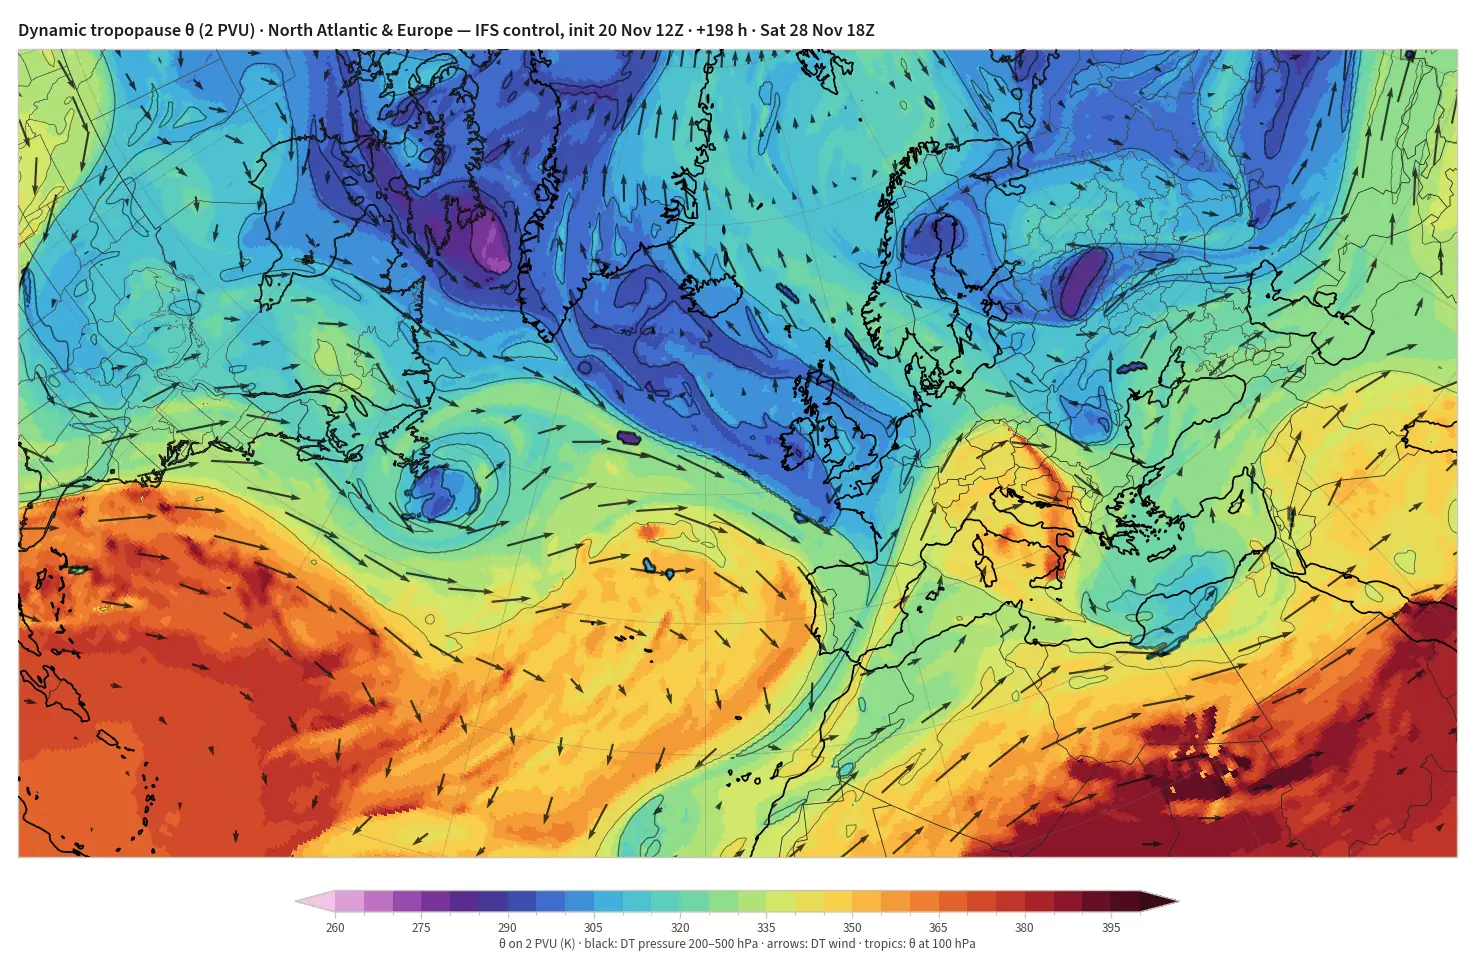 Dynamic tropopause θ (2 PVU) · North Atlantic & Europe — IFS control, init 20 Nov 12Z · +198 h · Sat 28 Nov 18Z
260 275 290 305 320 335 350 365 380 395
θ on 2 PVU (K) · black: DT pressure 200–500 hPa · arrows: DT wind · tropics: θ at 100 hPa